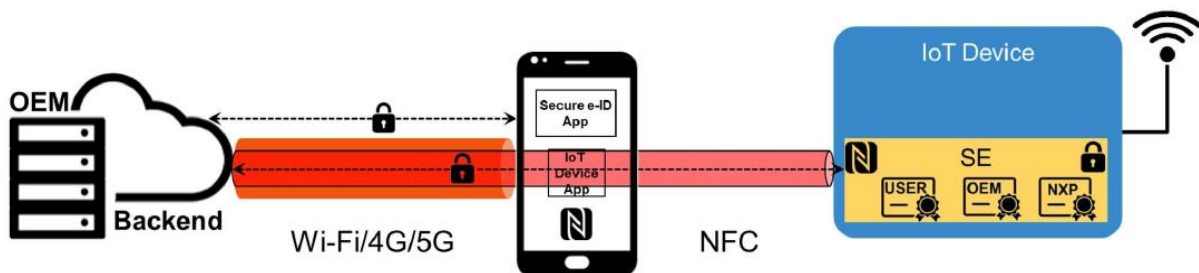 OEM
Backend
Wi-Fi/4G/5G
Secure e-ID
App
IoT
Device
App
NFC
IoT Device
SE
USER
OEM
NXP